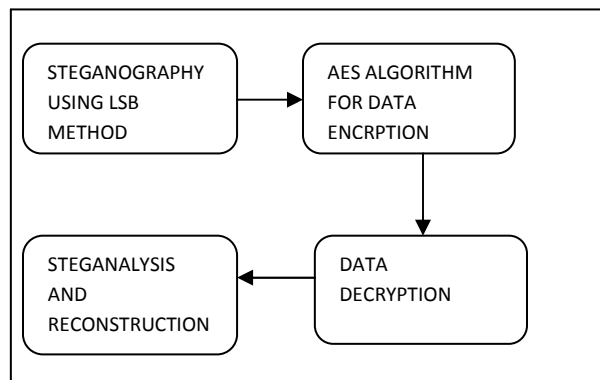 STEGANOGRAPHY
USING LSB
METHOD
AES ALGORITHM
FOR DATA
ENCRPTION
DATA
DECRYPTION
STEGANALYSIS
AND
RECONSTRUCTION